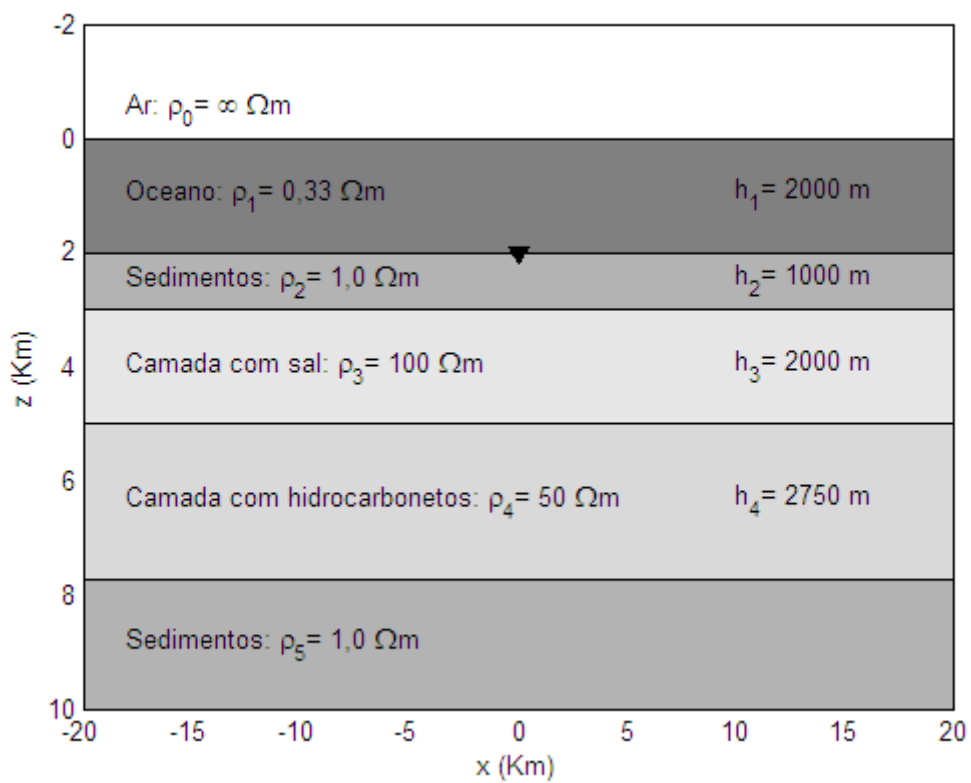 -2
Ar: ρ0= ∞ Ωm
0
Oceano: ρ1= 0,33 Ωm h1= 2000 m
2
Sedimentos: ρ2= 1,0 Ωm h2= 1000 m
4
Camada com sal: ρ3= 100 Ωm h3= 2000 m
z (Km)
6
Camada com hidrocarbonetos: ρ4= 50 Ωm h4= 2750 m
8
Sedimentos: ρ5= 1,0 Ωm
10
-20 -15 -10 -5 0 5 10 15 20
x (Km)